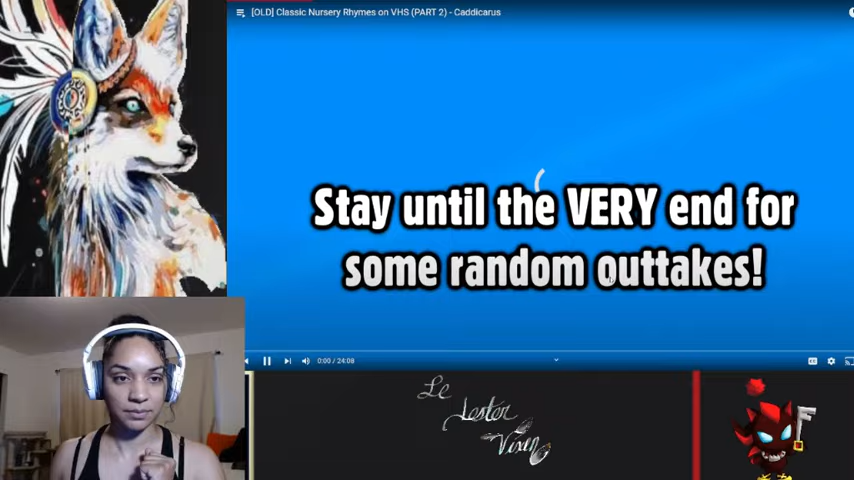 [OLD] Classic Nursery Rhymes on VHS (PART 2) - Caddicarus
Stay until the VERY end for
some random outtakes!
0:00 / 24:08
Le
Lester
Vixen
F